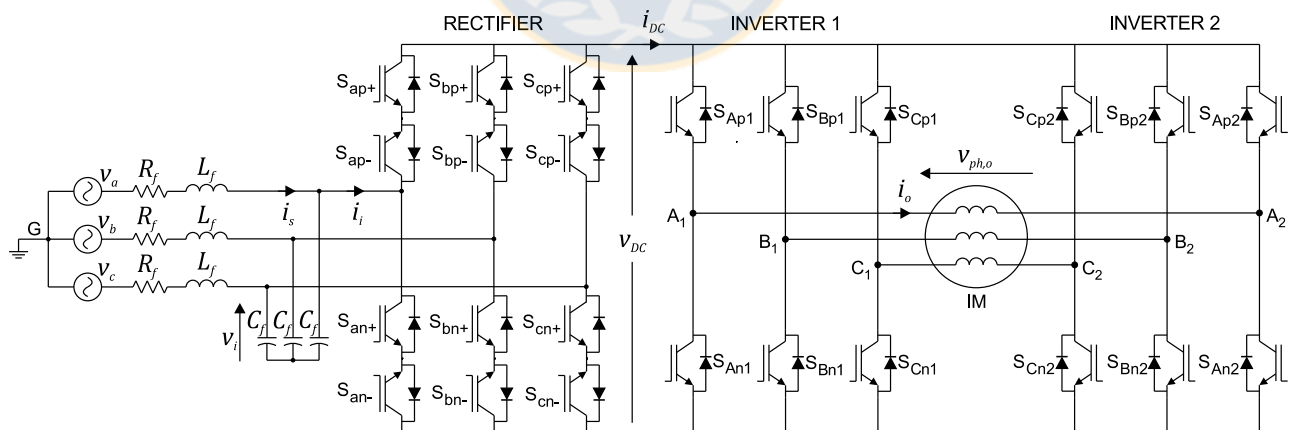 RECTIFIER
i_DC
INVERTER 1
INVERTER 2
S_ap+
S_bp+
S_cp+
S_ap-
S_bp-
S_cp-
S_Ap1
S_Bp1
S_Cp1
S_Cp2
S_Bp2
S_Ap2
v_a
R_f
L_f
i_s
i_i
G
v_b
R_f
L_f
v_c
R_f
L_f
v_DC
v_ph,o
i_o
A_1
A_2
B_1
B_2
C_1
C_2
IM
v_i
C_f
C_f
C_f
S_an+
S_bn+
S_cn+
S_an-
S_bn-
S_cn-
S_An1
S_Bn1
S_Cn1
S_Cn2
S_Bn2
S_An2